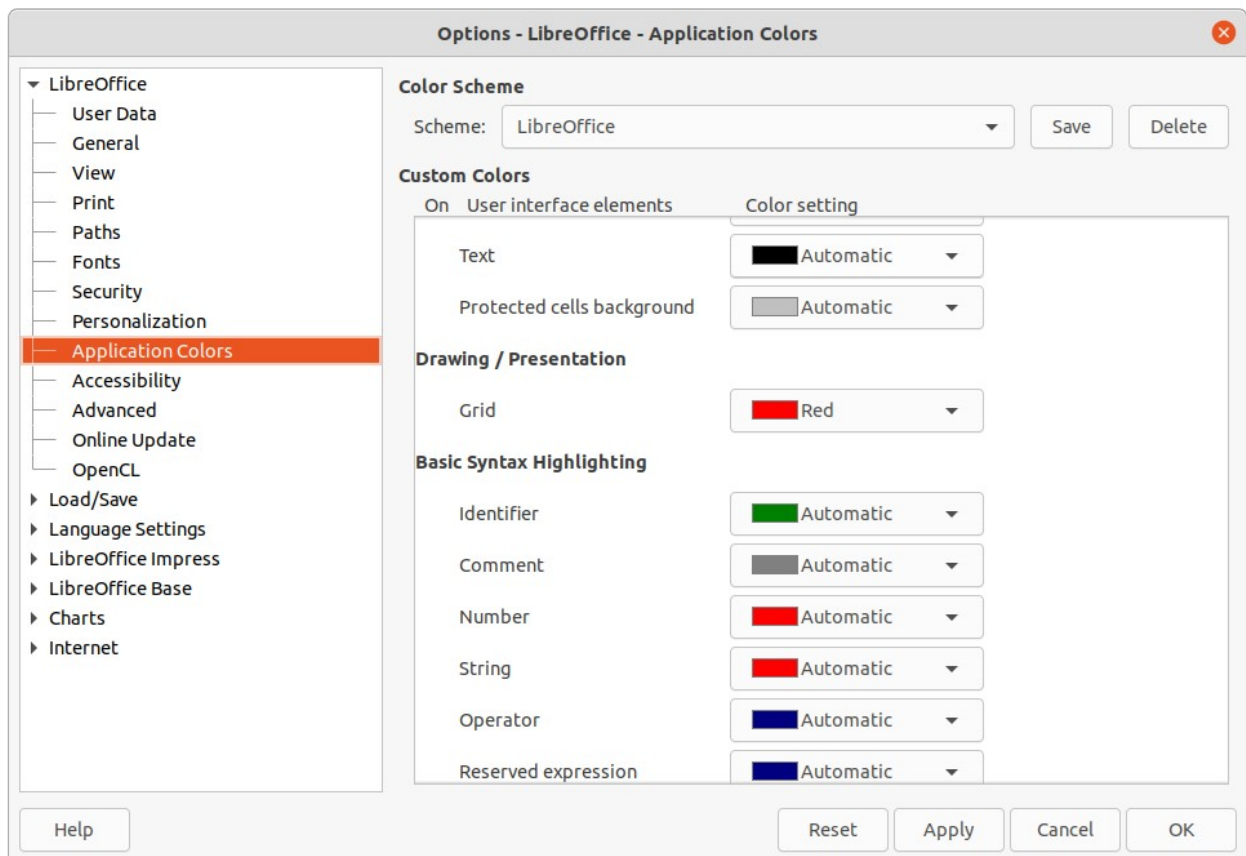 Options - LibreOffice - Application Colors
LibreOffice
User Data
General
View
Print
Paths
Fonts
Security
Personalization
Application Colors
Accessibility
Advanced
Online Update
OpenCL
Load/Save
Language Settings
LibreOffice Impress
LibreOffice Base
Charts
Internet
Color Scheme
Scheme: LibreOffice Save Delete
Custom Colors
On User interface elements Color setting
Text Automatic
Protected cells background Automatic
Drawing / Presentation
Grid Red
Basic Syntax Highlighting
Identifier Automatic
Comment Automatic
Number Automatic
String Automatic
Operator Automatic
Reserved expression Automatic
Help Reset Apply Cancel OK